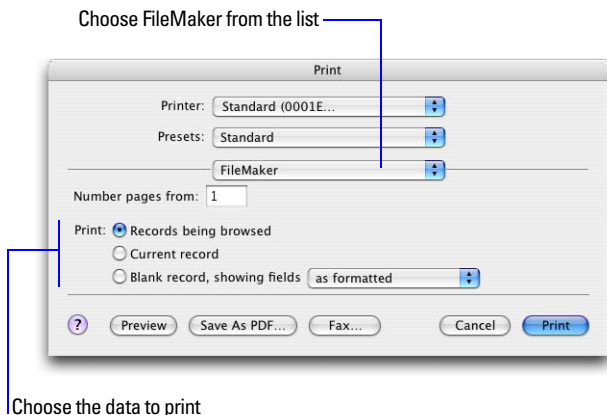 Choose FileMaker from the list
Print
Printer: Standard (0001E...
Presets: Standard
FileMaker
Number pages from: 1
Print: Records being browsed
Current record
Blank record, showing fields as formatted
? Preview Save As PDF... Fax... Cancel Print
Choose the data to print